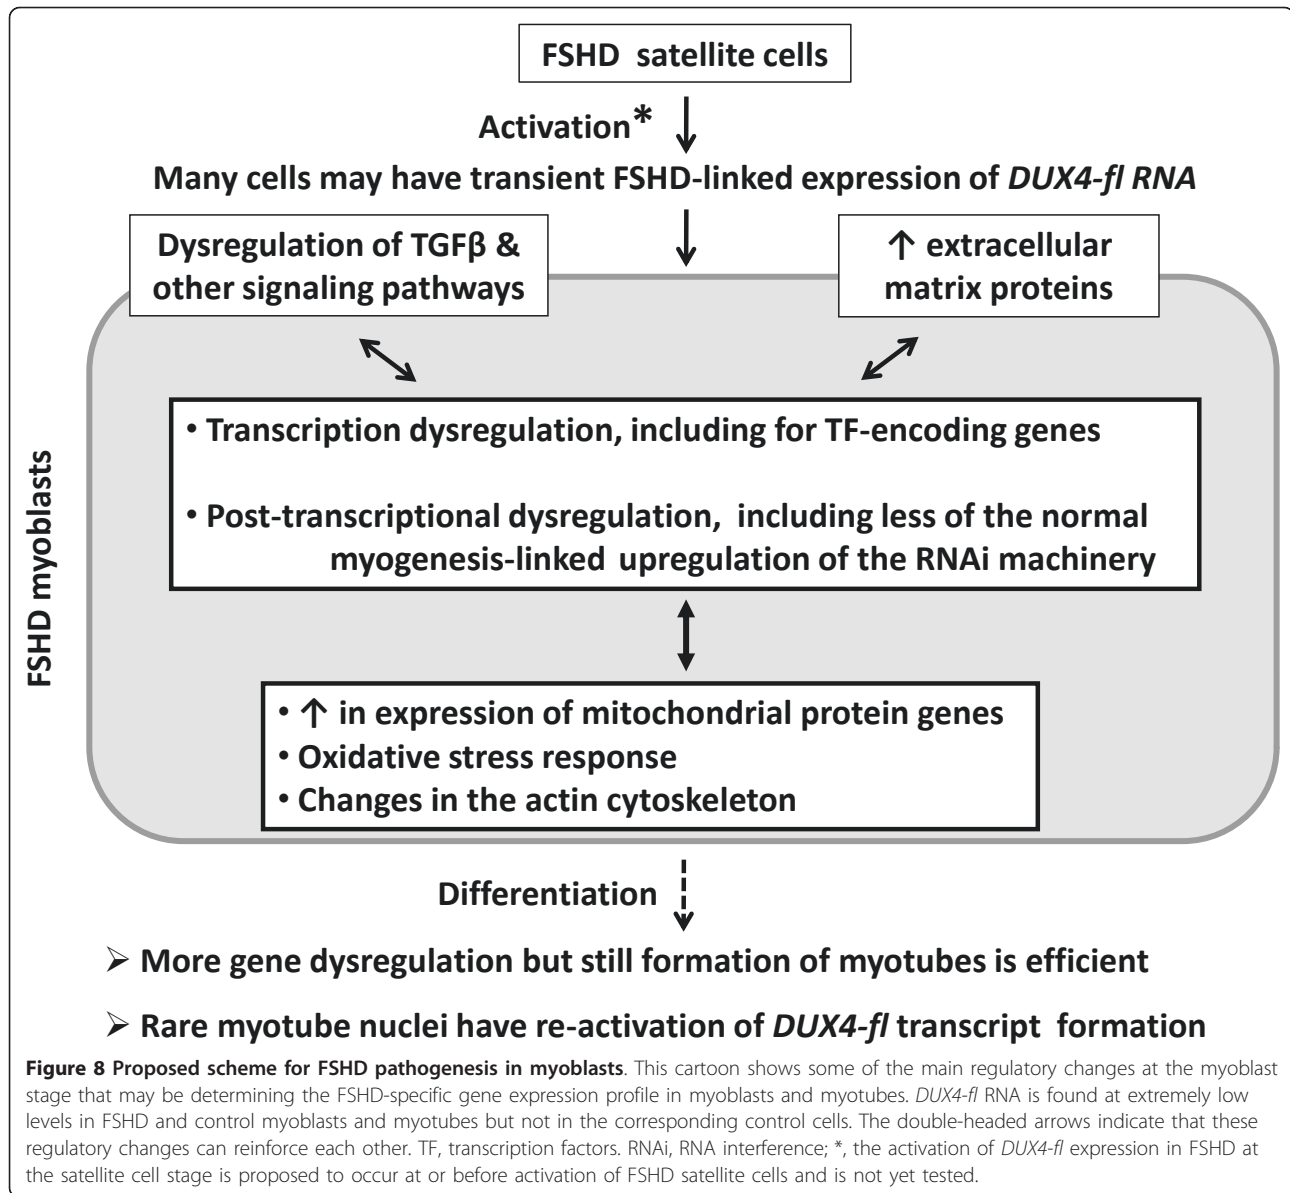 FSHD satellite cells
Activation*
Many cells may have transient FSHD-linked expression of DUX4-fl RNA
Dysregulation of TGFβ &
other signaling pathways
↑ extracellular
matrix proteins
FSHD myoblasts
• Transcription dysregulation, including for TF-encoding genes
• Post-transcriptional dysregulation, including less of the normal
myogenesis-linked upregulation of the RNAi machinery
• ↑ in expression of mitochondrial protein genes
• Oxidative stress response
• Changes in the actin cytoskeleton
Differentiation
➢ More gene dysregulation but still formation of myotubes is efficient
➢ Rare myotube nuclei have re-activation of DUX4-fl transcript formation
Figure 8 Proposed scheme for FSHD pathogenesis in myoblasts. This cartoon shows some of the main regulatory changes at the myoblast
stage that may be determining the FSHD-specific gene expression profile in myoblasts and myotubes. DUX4-fl RNA is found at extremely low
levels in FSHD and control myoblasts and myotubes but not in the corresponding control cells. The double-headed arrows indicate that these
regulatory changes can reinforce each other. TF, transcription factors. RNAi, RNA interference; *, the activation of DUX4-fl expression in FSHD at
the satellite cell stage is proposed to occur at or before activation of FSHD satellite cells and is not yet tested.